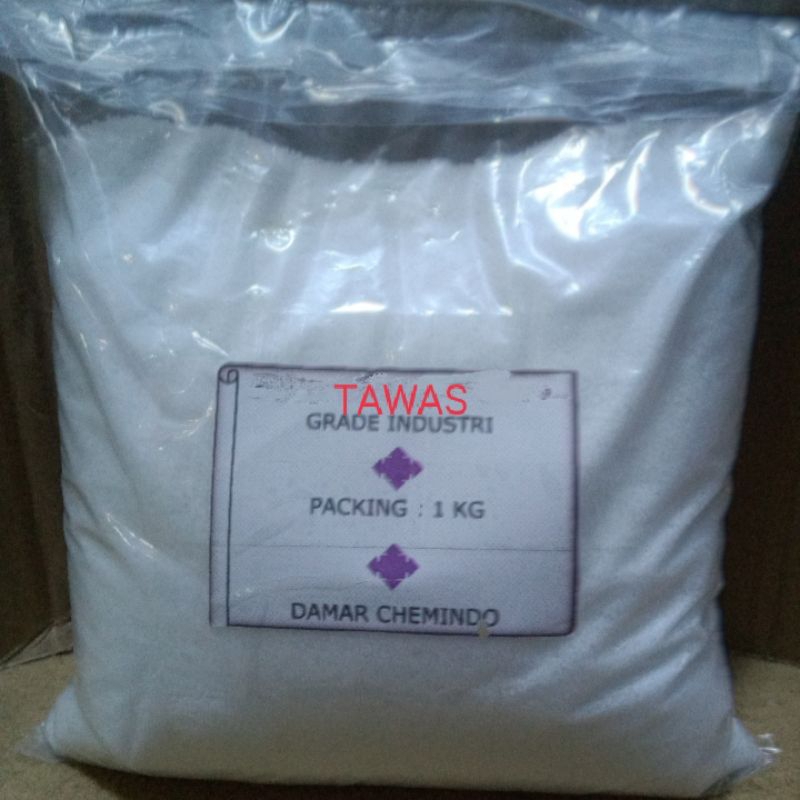 TAWAS
GRADE INDUSTRI
PACKING : 1 KG
DAMAR CHEMINDO